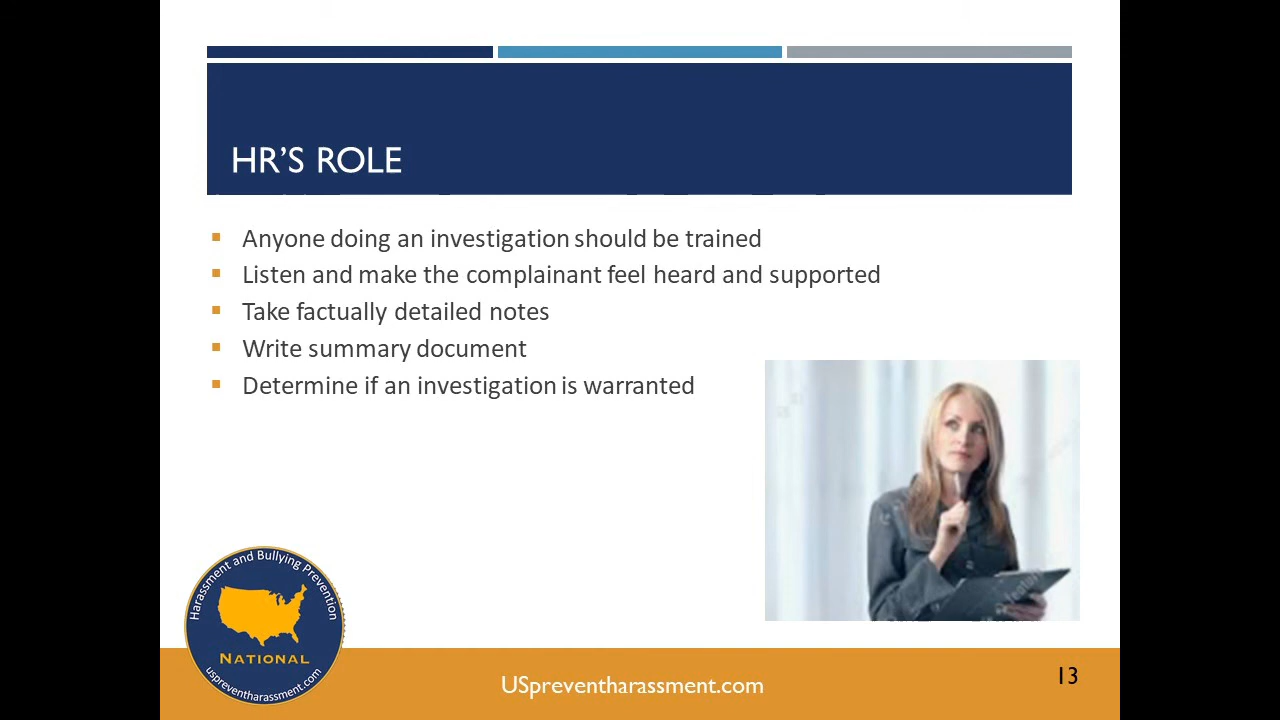 HR’S ROLE
Anyone doing an investigation should be trained
Listen and make the complainant feel heard and supported
Take factually detailed notes
Write summary document
Determine if an investigation is warranted
Harassment and Bullying Prevention
NATIONAL
uspreventharassment.com
USpreventharassment.com
13